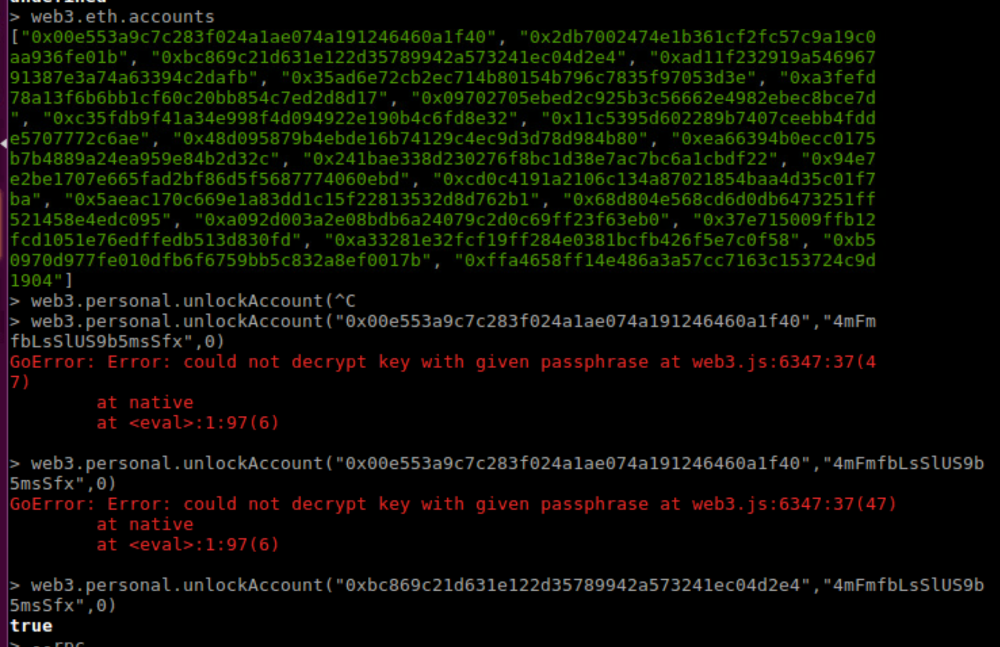 undefined
> web3.eth.accounts
["0x00e553a9c7c283f024a1ae074a191246460a1f40", "0x2db7002474e1b361cf2fc57c9a19c0
aa936fe01b", "0xbc869c21d631e122d35789942a573241ec04d2e4", "0xad11f232919a546967
91387e3a74a63394c2dafb", "0x35ad6e72cb2ec714b80154b796c7835f97053d3e", "0xa3fefd
78a13f6b6bb1cf60c20bb854c7ed2d8d17", "0x09702705ebed2c925b3c56662e4982ebec8bce7d
", "0xc35fdb9f41a34e998f4d094922e190b4c6fd8e32", "0x11c5395d602289b7407ceebb4fdd
e5707772c6ae", "0x48d095879b4ebde16b74129c4ec9d3d78d984b80", "0xea66394b0ecc0175
b7b4889a24ea959e84b2d32c", "0x241bae338d230276f8bc1d38e7ac7bc6a1cbdf22", "0x94e7
e2be1707e665fad2bf86d5f5687774060ebd", "0xcd0c4191a2106c134a87021854baa4d35c01f7
ba", "0x5aeac170c669e1a83dd1c15f22813532d8d762b1", "0x68d804e568cd6d0db6473251ff
521458e4edc095", "0xa092d003a2e08bdb6a24079c2d0c69ff23f63eb0", "0x37e715009ffb12
fcd1051e76edffedb513d830fd", "0xa33281e32fcf19ff284e0381bcfb426f5e7c0f58", "0xb5
0970d977fe010dfb6f6759bb5c832a8ef0017b", "0xffa4658ff14e486a3a57cc7163c153724c9d
1904"]
> web3.personal.unlockAccount(^C
> web3.personal.unlockAccount("0x00e553a9c7c283f024a1ae074a191246460a1f40","4mFm
fbLsSlUS9b5msSfx",0)
GoError: Error: could not decrypt key with given passphrase at web3.js:6347:37(4
7)
at native
at <eval>:1:97(6)
> web3.personal.unlockAccount("0x00e553a9c7c283f024a1ae074a191246460a1f40","4mFmfbLsSlUS9b
5msSfx",0)
GoError: Error: could not decrypt key with given passphrase at web3.js:6347:37(47)
at native
at <eval>:1:97(6)
> web3.personal.unlockAccount("0xbc869c21d631e122d35789942a573241ec04d2e4","4mFmfbLsSlUS9b
5msSfx",0)
true
>